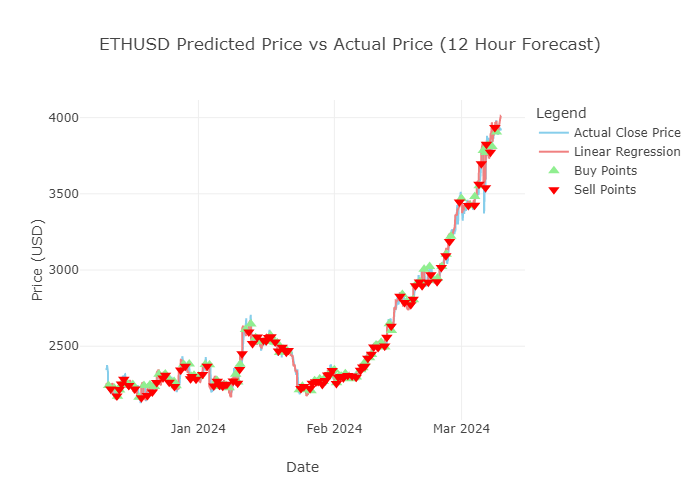 ETHUSD Predicted Price vs Actual Price (12 Hour Forecast)
Legend
Actual Close Price
Linear Regression
Buy Points
Sell Points
4000
3500
3000
2500
Price (USD)
Jan 2024
Feb 2024
Mar 2024
Date